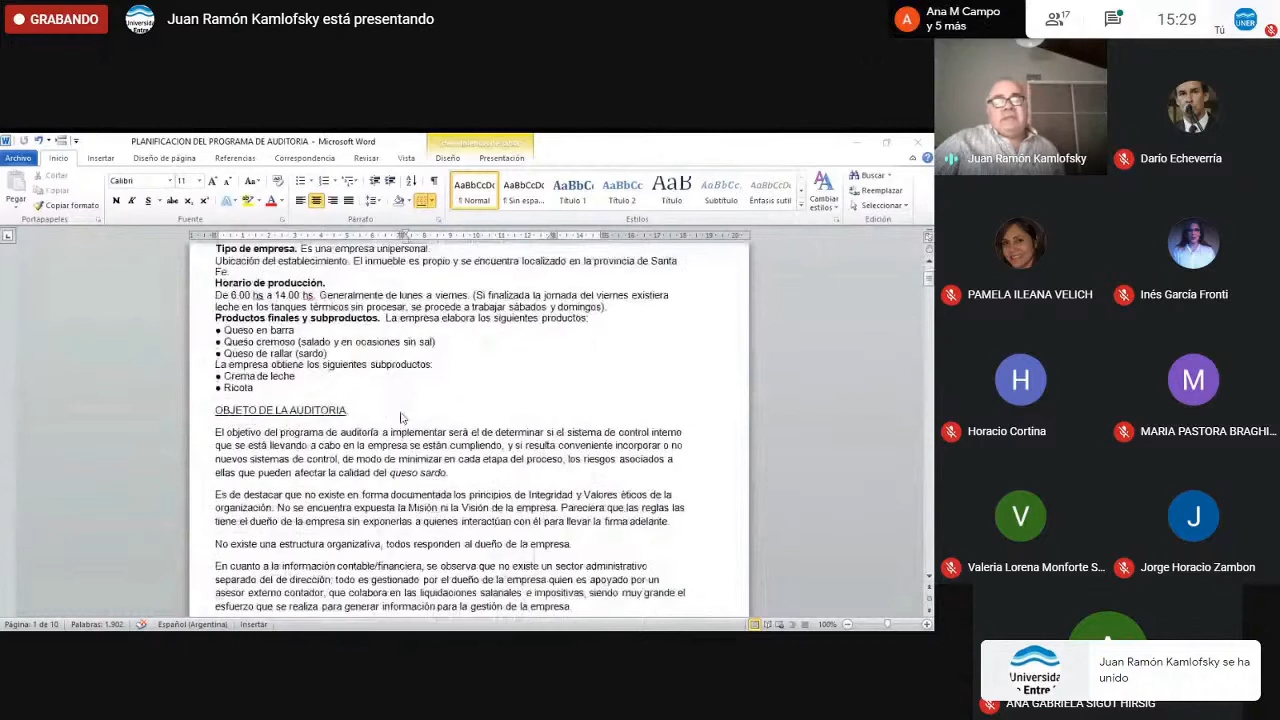 GRABANDO
Juan Ramón Kamlofsky está presentando
Ana M Campo
y 5 más
17
15:29
Tú
UNER
PLANIFICACION DEL PROGRAMA DE AUDITORIA - Microsoft Word
Archivo Inicio Insertar Diseño de página Referencias Correspondencia Revisar Vista Diseño Presentación
Pegar
Cortar
Copiar
Copiar formato
Portapapeles
Calibri 11
Fuente
Párrafo
AaBbCcDc AaBbCcDc AaBbC AaBbCc AaB AaBbCc. AaBbCcDc
¶ Normal ¶ Sin espa... Título 1 Título 2 Título Subtítulo Énfasis sutil
Estilos
Cambiar
estilos
Buscar
Reemplazar
Seleccionar
Edición
Tipo de empresa. Es una empresa unipersonal.
Ubicación del establecimiento. El inmueble es propio y se encuentra localizado en la provincia de Santa
Fe.
Horario de producción.
De 6.00 hs a 14.00 hs. Generalmente de lunes a viernes. (Si finalizada la jornada del viernes existiera
leche en los tanques térmicos sin procesar, se procede a trabajar sábados y domingos).
Productos finales y subproductos. La empresa elabora los siguientes productos:
● Queso en barra
● Queso cremoso (salado y en ocasiones sin sal)
● Queso de rallar (sardo)
La empresa obtiene los siguientes subproductos:
● Crema de leche
● Ricota
OBJETO DE LA AUDITORIA
El objetivo del programa de auditoría a implementar será el de determinar si el sistema de control interno
que se está llevando a cabo en la empresa se están cumpliendo, y si resulta conveniente incorporar o no
nuevos sistemas de control, de modo de minimizar en cada etapa del proceso, los riesgos asociados a
ellas que pueden afectar la calidad del queso sardo.
Es de destacar que no existe en forma documentada los principios de Integridad y Valores éticos de la
organización. No se encuentra expuesta la Misión ni la Visión de la empresa. Pareciera que las reglas las
tiene el dueño de la empresa sin exponerlas a quienes interactúan con él para llevar la firma adelante.
No existe una estructura organizativa, todos responden al dueño de la empresa.
En cuanto a la información contable/financiera, se observa que no existe un sector administrativo
separado del de dirección; todo es gestionado por el dueño de la empresa quien es apoyado por un
asesor externo contador, que colabora en las liquidaciones salariales e impositivas, siendo muy grande el
esfuerzo que se realiza para generar información para la gestión de la empresa
Página: 1 de 10 Palabras: 1.902 Español (Argentina) Insertar 100%
Juan Ramón Kamlofsky
Darío Echeverría
PAMELA ILEANA VELICH
Inés García Fronti
H
Horacio Cortina
M
MARIA PASTORA BRAGHI...
V
Valeria Lorena Monforte S...
J
Jorge Horacio Zambon
ANA GABRIELA SIGOT HIRSIG
Juan Ramón Kamlofsky se ha
unido